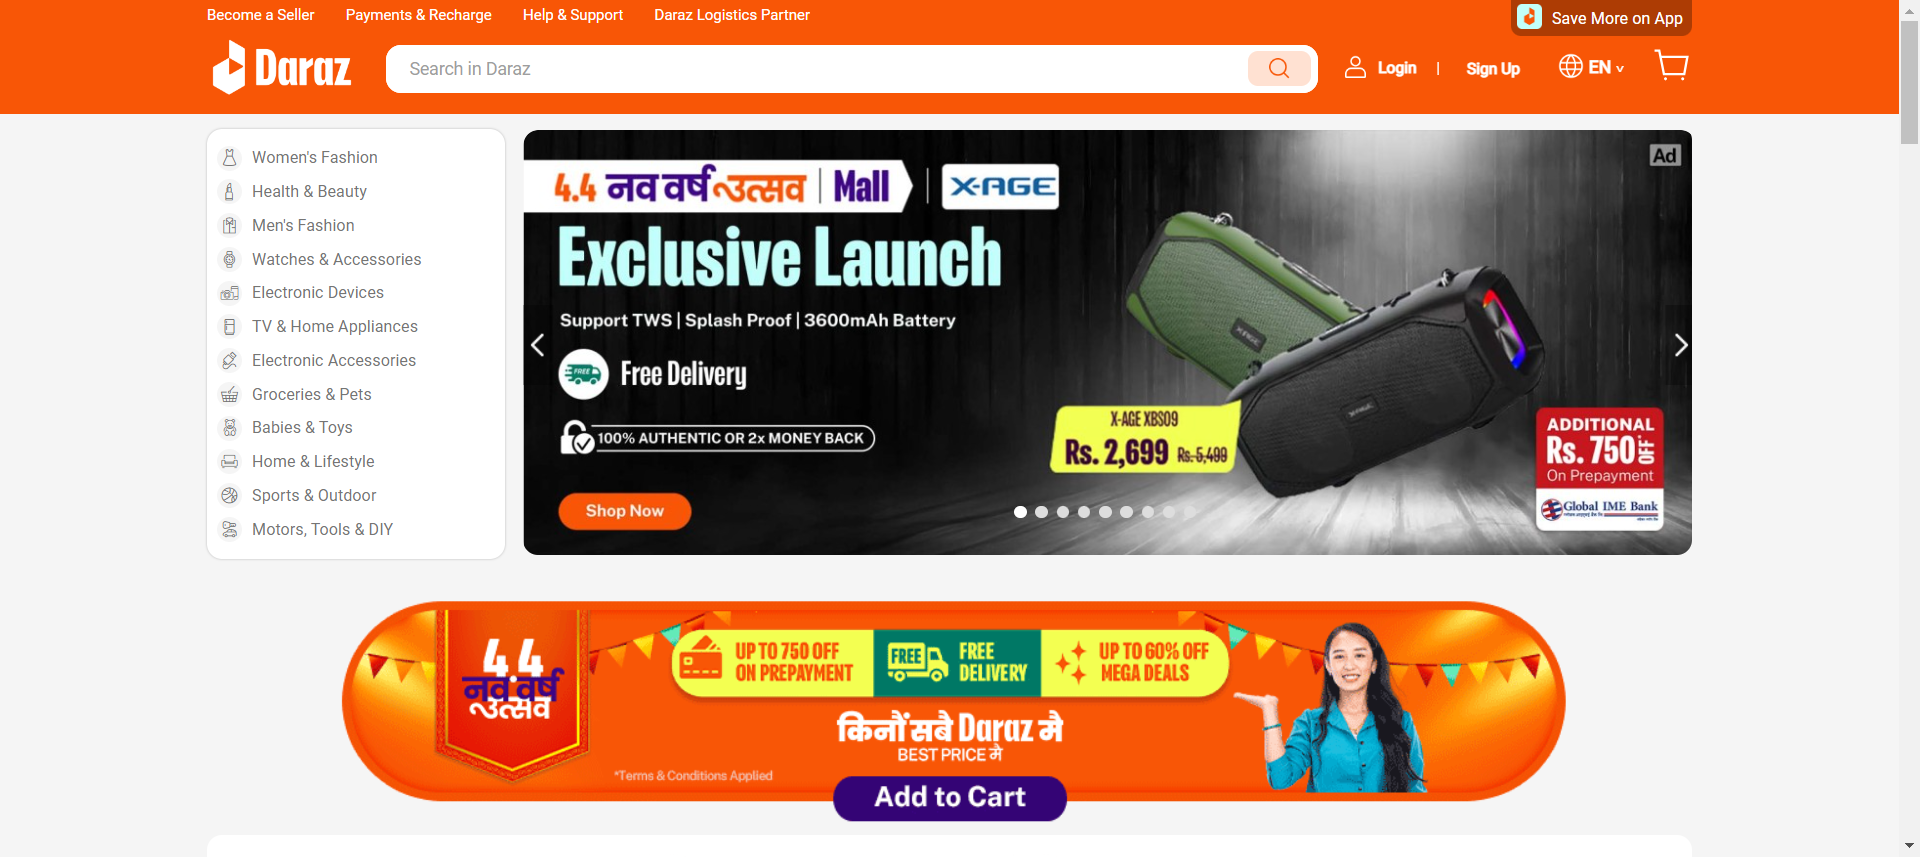 Become a Seller Payments & Recharge Help & Support Daraz Logistics Partner
Save More on App
Daraz
Search in Daraz
Login | Sign Up
EN
Women's Fashion
Health & Beauty
Men's Fashion
Watches & Accessories
Electronic Devices
TV & Home Appliances
Electronic Accessories
Groceries & Pets
Babies & Toys
Home & Lifestyle
Sports & Outdoor
Motors, Tools & DIY
Ad
4.4 नव वर्ष उत्सव | Mall | X-AGE
Exclusive Launch
Support TWS | Splash Proof | 3600mAh Battery
FREE
Free Delivery
100% AUTHENTIC OR 2x MONEY BACK
Shop Now
X-AGE
X-AGE
X-AGE XBS09
Rs. 2,699 Rs. 5,499
ADDITIONAL
Rs. 750 OFF*
On Prepayment
Global IME Bank
4.4
नव वर्ष
उत्सव
UP TO 750 OFF
ON PREPAYMENT
FREE
FREE
DELIVERY
UP TO 60% OFF
MEGA DEALS
किनौं सबै Daraz मै
BEST PRICE मै
*Terms & Conditions Applied
Add to Cart